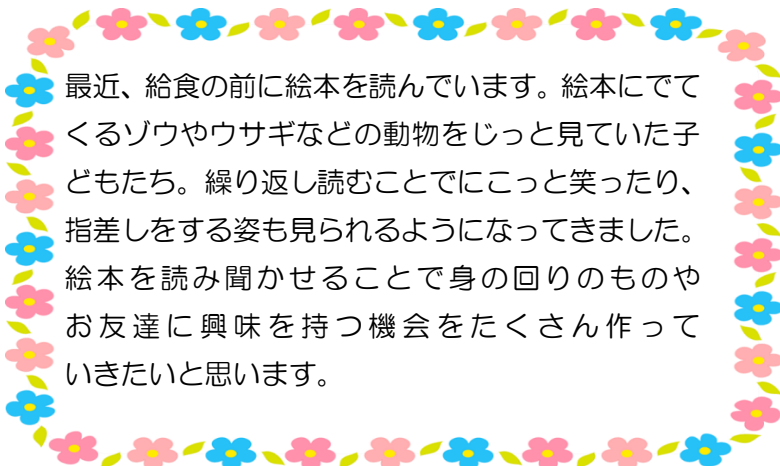 最近、給食の前に絵本を読んでいます。絵本にでて
くるゾウやウサギなどの動物をじっと見ていた子
どもたち。繰り返し読むことでにこっと笑ったり、
指差しをする姿も見られるようになってきました。
絵本を読み聞かせることで身の回りのものや
お友達に興味を持つ機会をたくさん作って
いきたいと思います。